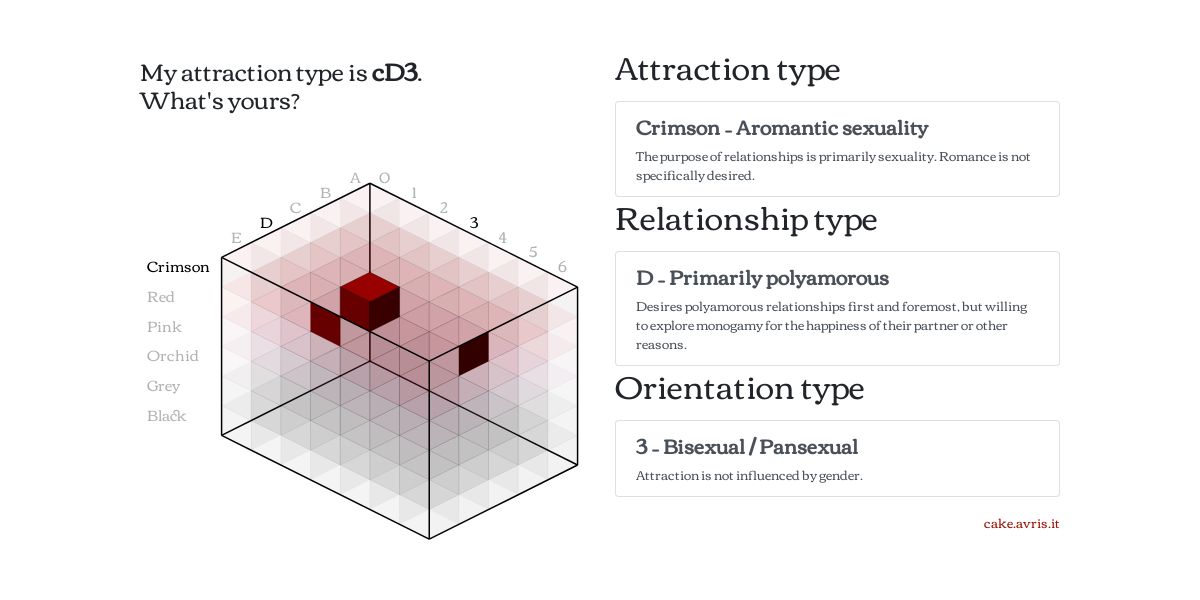 My attraction type is cD3.
What's yours?
A
B
C
D
E
0
1
2
3
4
5
6
Crimson
Red
Pink
Orchid
Grey
Black
Attraction type
Crimson – Aromantic sexuality
The purpose of relationships is primarily sexuality. Romance is not
specifically desired.
Relationship type
D – Primarily polyamorous
Desires polyamorous relationships first and foremost, but willing
to explore monogamy for the happiness of their partner or other
reasons.
Orientation type
3 – Bisexual / Pansexual
Attraction is not influenced by gender.
cake.avris.it